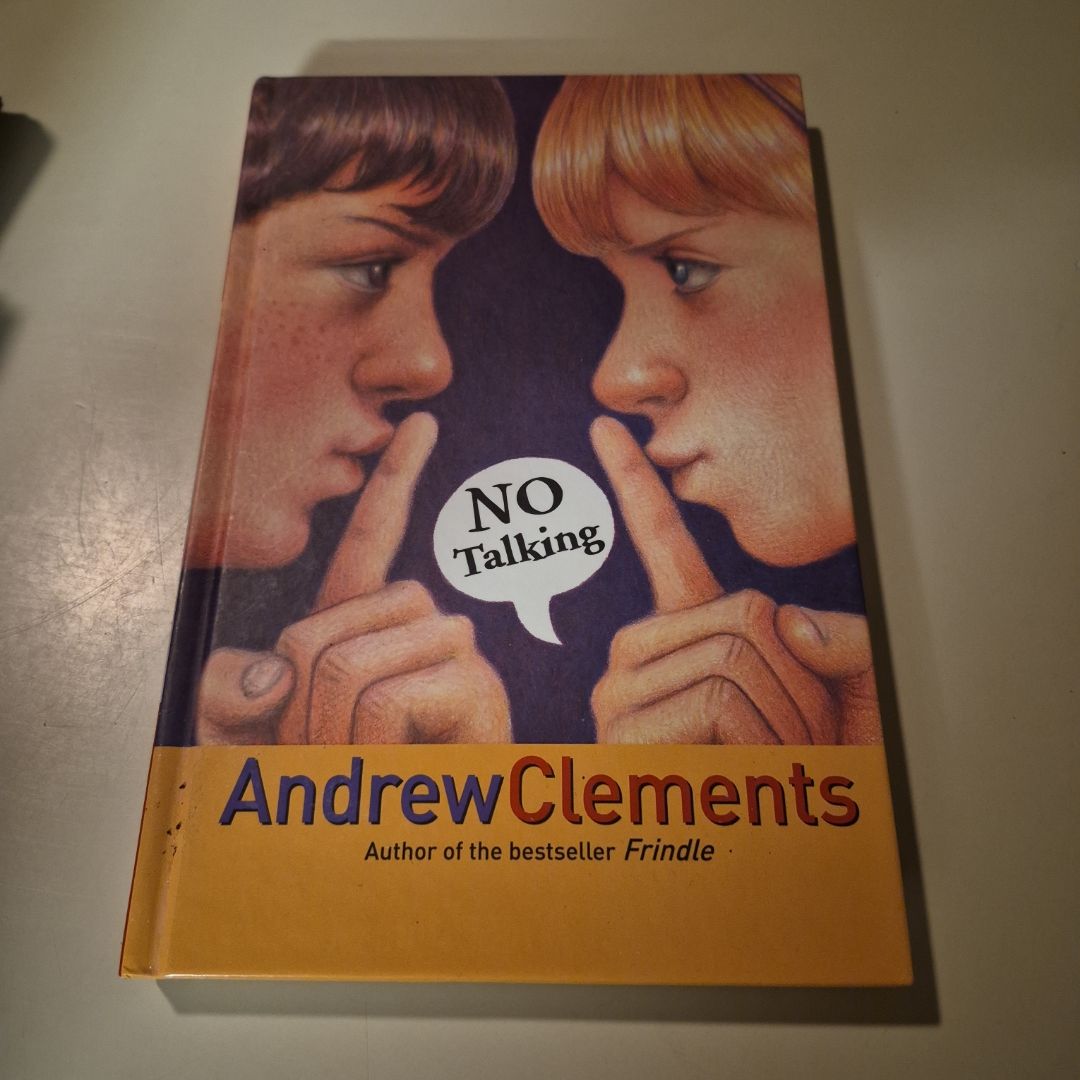 NO
Talking
AndrewClements
Author of the bestseller Frindle